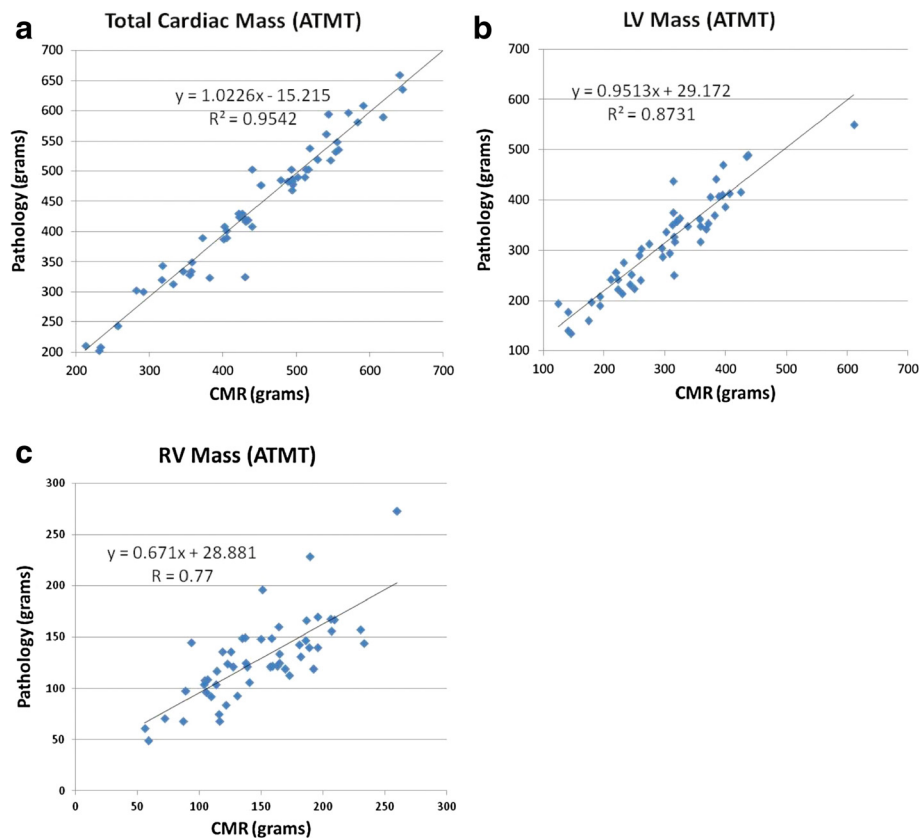 a
Total Cardiac Mass (ATMT)
700
650
600
550
500
450
400
350
300
250
200
y = 1.0226x - 15.215
R² = 0.9542
Pathology (grams)
200 300 400 500 600 700
CMR (grams)
b
LV Mass (ATMT)
700
600
500
400
300
200
100
y = 0.9513x + 29.172
R² = 0.8731
Pathology (grams)
100 200 300 400 500 600 700
CMR (grams)
c
RV Mass (ATMT)
300
250
200
150
100
50
0
y = 0.671x + 28.881
R = 0.77
Pathology (grams)
0 50 100 150 200 250 300
CMR (grams)